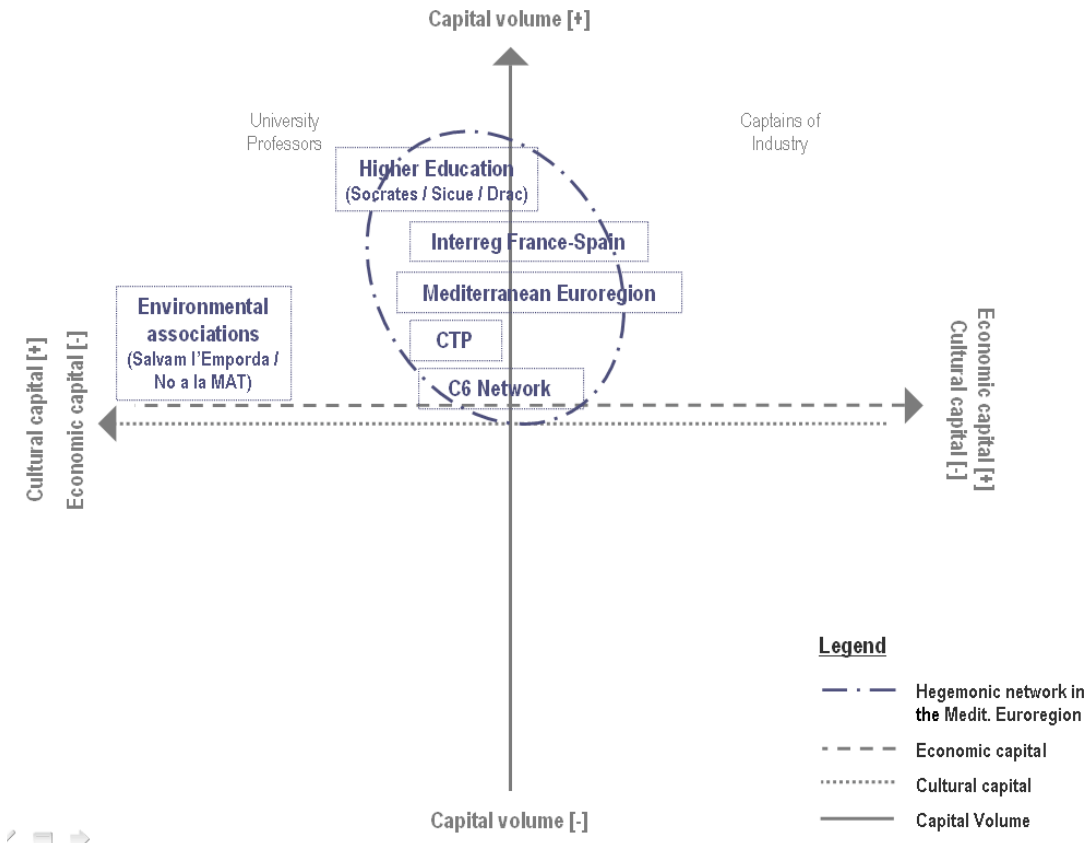 Capital volume [+]
University
Professors
Captains of
Industry
Higher Education
(Socrates / Sicue / Drac)
Interreg France-Spain
Mediterranean Euroregion
Environmental
associations
(Salvam l'Emporda /
No a la MAT)
CTP
C6 Network
Cultural capital [+]
Economic capital [-]
Economic capital [+]
Cultural capital [-]
Legend
Hegemonic network in
the Medit. Euroregion
Economic capital
Cultural capital
Capital Volume
Capital volume [-]